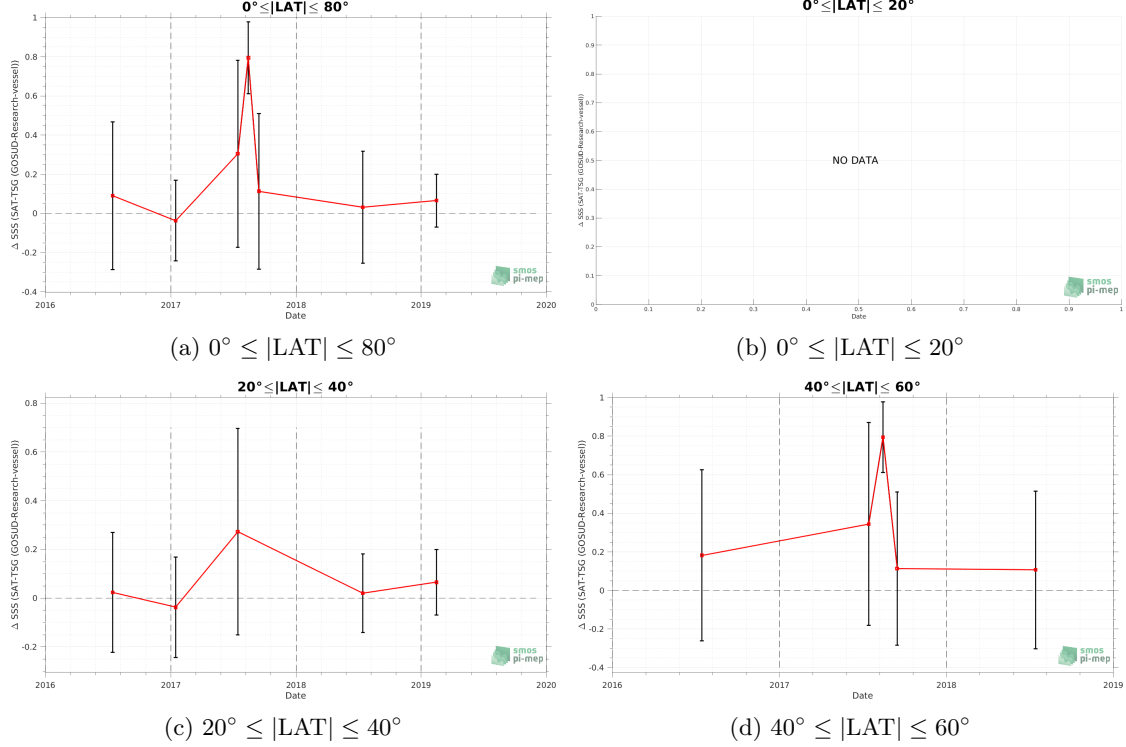 0°≤|LAT|≤ 80°
Δ SSS (SAT-TSG (GOSUD-Research-vessel))
1
0.8
0.6
0.4
0.2
0
-0.2
-0.4
2016 2017 2018 2019 2020
Date
smos
pi-mep
(a) 0° ≤ |LAT| ≤ 80°
0°≤|LAT|≤ 20°
Δ SSS (SAT-TSG (GOSUD-Research-vessel))
1
0.9
0.8
0.7
0.6
0.5
0.4
0.3
0.2
0.1
0
NO DATA
0 0.1 0.2 0.3 0.4 0.5 0.6 0.7 0.8 0.9 1
Date
smos
pi-mep
(b) 0° ≤ |LAT| ≤ 20°
20°≤|LAT|≤ 40°
Δ SSS (SAT-TSG (GOSUD-Research-vessel))
0.8
0.6
0.4
0.2
0
-0.2
2016 2017 2018 2019 2020
Date
smos
pi-mep
(c) 20° ≤ |LAT| ≤ 40°
40°≤|LAT|≤ 60°
Δ SSS (SAT-TSG (GOSUD-Research-vessel))
1
0.8
0.6
0.4
0.2
0
-0.2
-0.4
2016 2017 2018 2019
Date
smos
pi-mep
(d) 40° ≤ |LAT| ≤ 60°